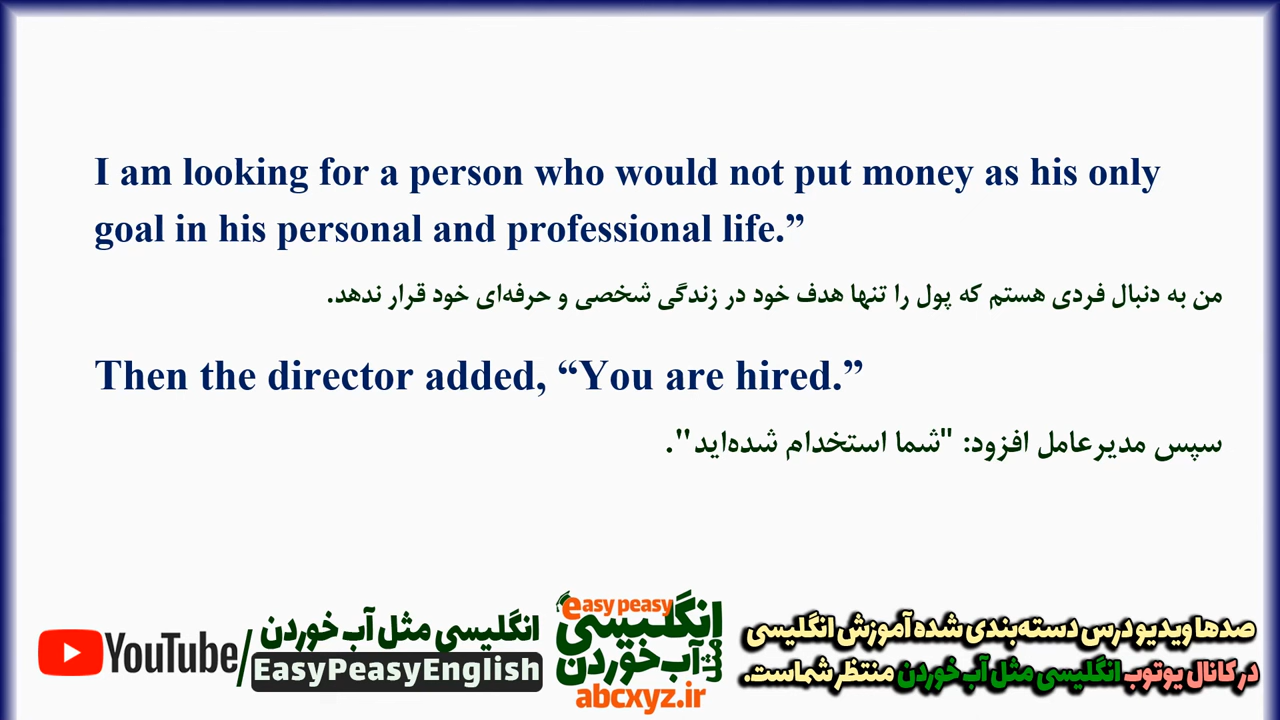 I am looking for a person who would not put money as his only
goal in his personal and professional life.”
من به دنبال فردی هستم که پول را تنها هدف خود در زندگی شخصی و حرفه‌ای خود قرار ندهد.
Then the director added, “You are hired.”
سپس مدیرعامل افزود: "شما استخدام شده‌اید".
YouTube/
انگلیسی مثل آب خوردن
EasyPeasyEnglish
easy peasy
انگلیسی
مثل آب خوردن
abcxyz.ir
صدها ویدیو درس دسته‌بندی شده آموزش انگلیسی
در کانال یوتوب انگلیسی مثل آب خوردن منتظر شماست.